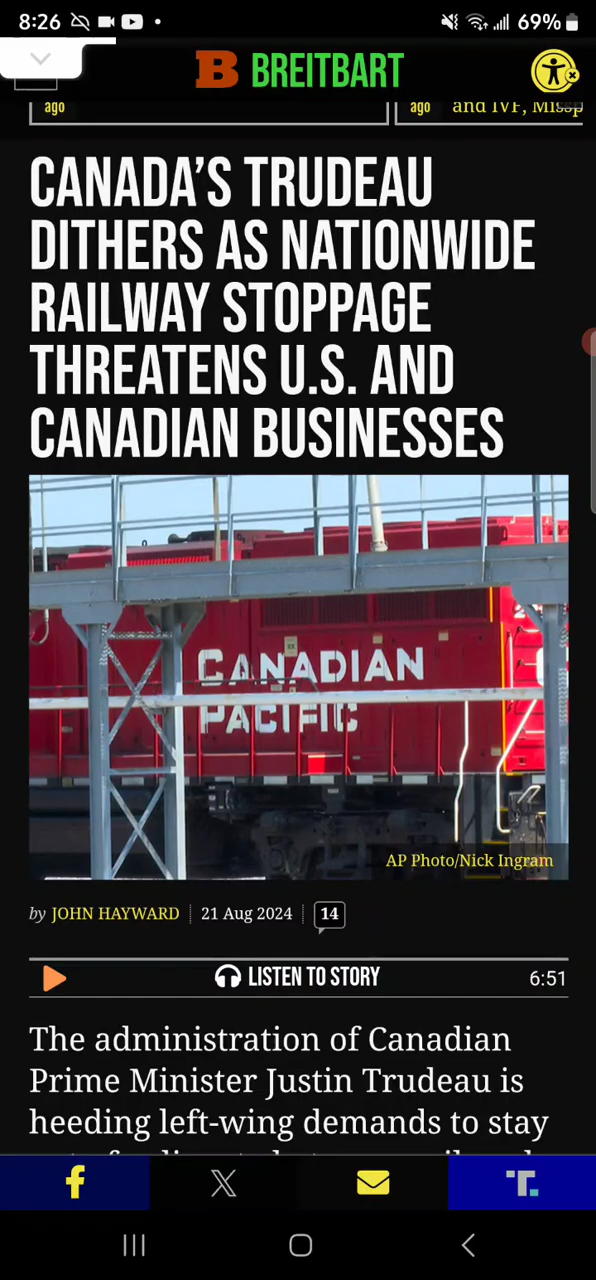 8:26
69%
B BREITBART
ago
ago and IVF, Missp
CANADA'S TRUDEAU
DITHERS AS NATIONWIDE
RAILWAY STOPPAGE
THREATENS U.S. AND
CANADIAN BUSINESSES
CANADIAN
PACIFIC
AP Photo/Nick Ingram
by JOHN HAYWARD 21 Aug 2024 14
LISTEN TO STORY 6:51
The administration of Canadian
Prime Minister Justin Trudeau is
heeding left-wing demands to stay
f X T.